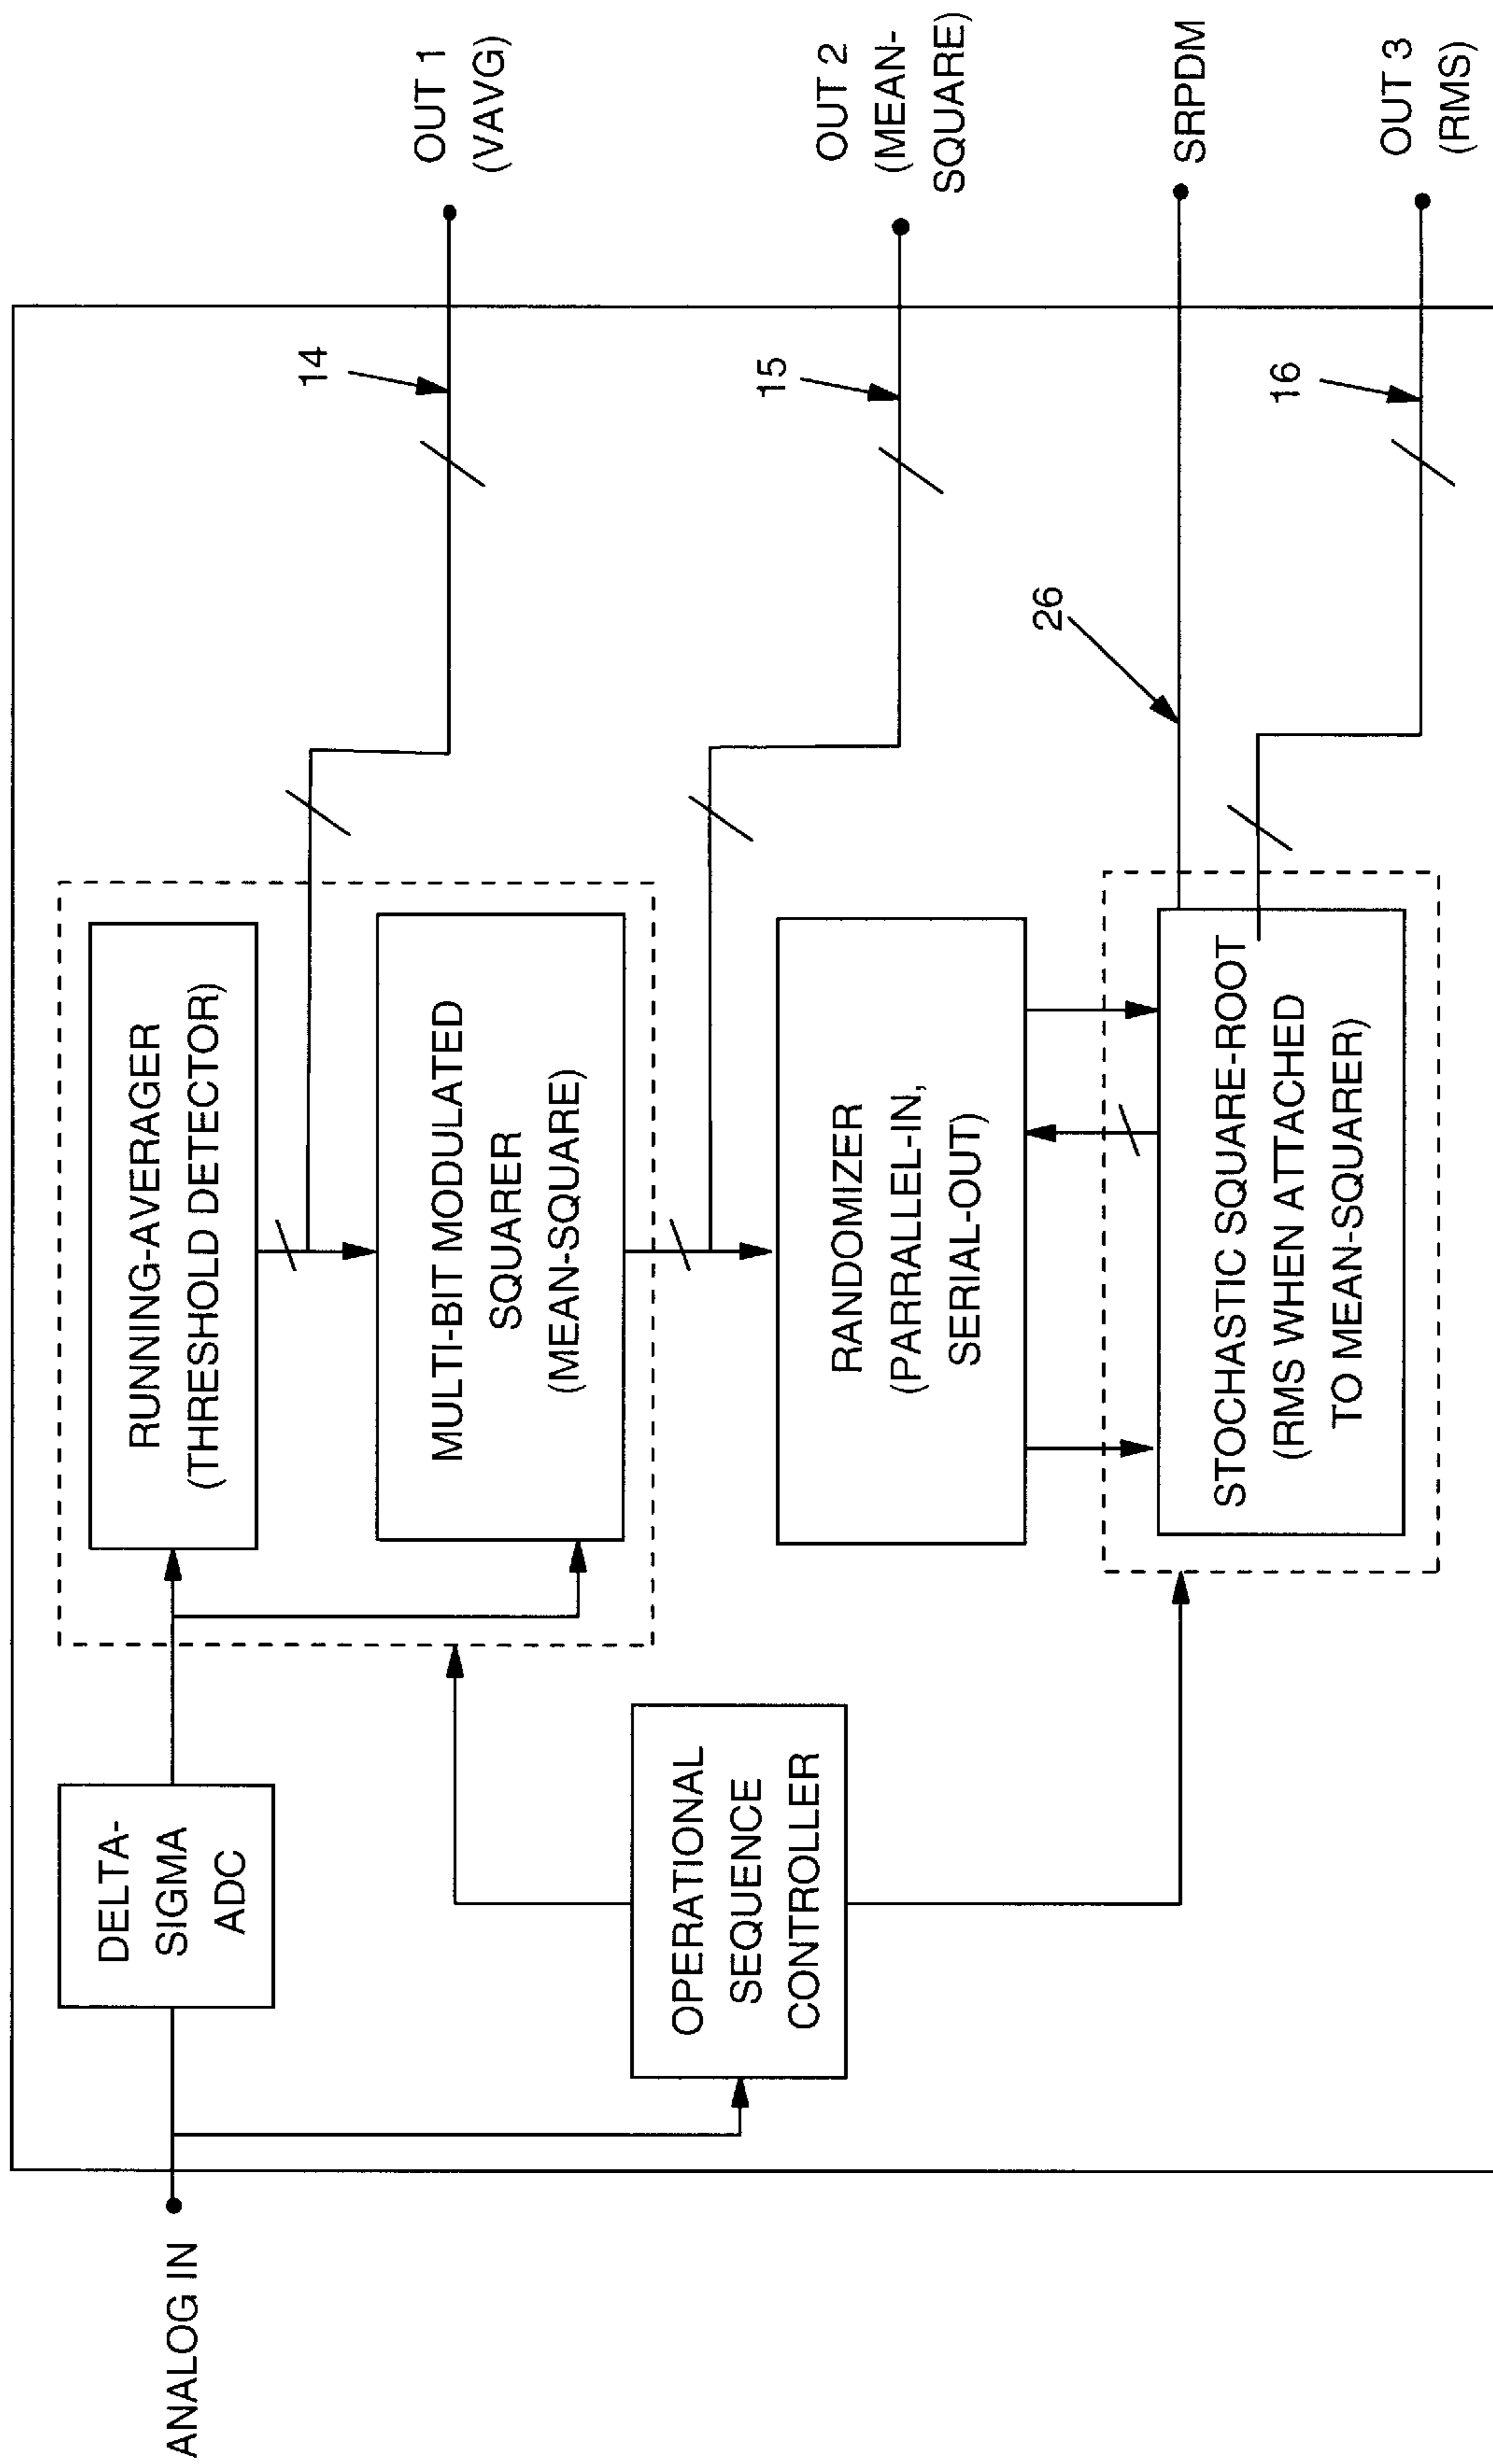 ANALOG IN
DELTA-
SIGMA
ADC
OPERATIONAL
SEQUENCE
CONTROLLER
RUNNING-AVERAGER
(THRESHOLD DETECTOR)
MULTI-BIT MODULATED
SQUARER
(MEAN-SQUARE)
RANDOMIZER
(PARRALLEL-IN,
SERIAL-OUT)
STOCHASTIC SQUARE-ROOT
(RMS WHEN ATTACHED
TO MEAN-SQUARER)
14
15
26
16
OUT 1
(VAVG)
OUT 2
(MEAN-
SQUARE)
SRPDM
OUT 3
(RMS)